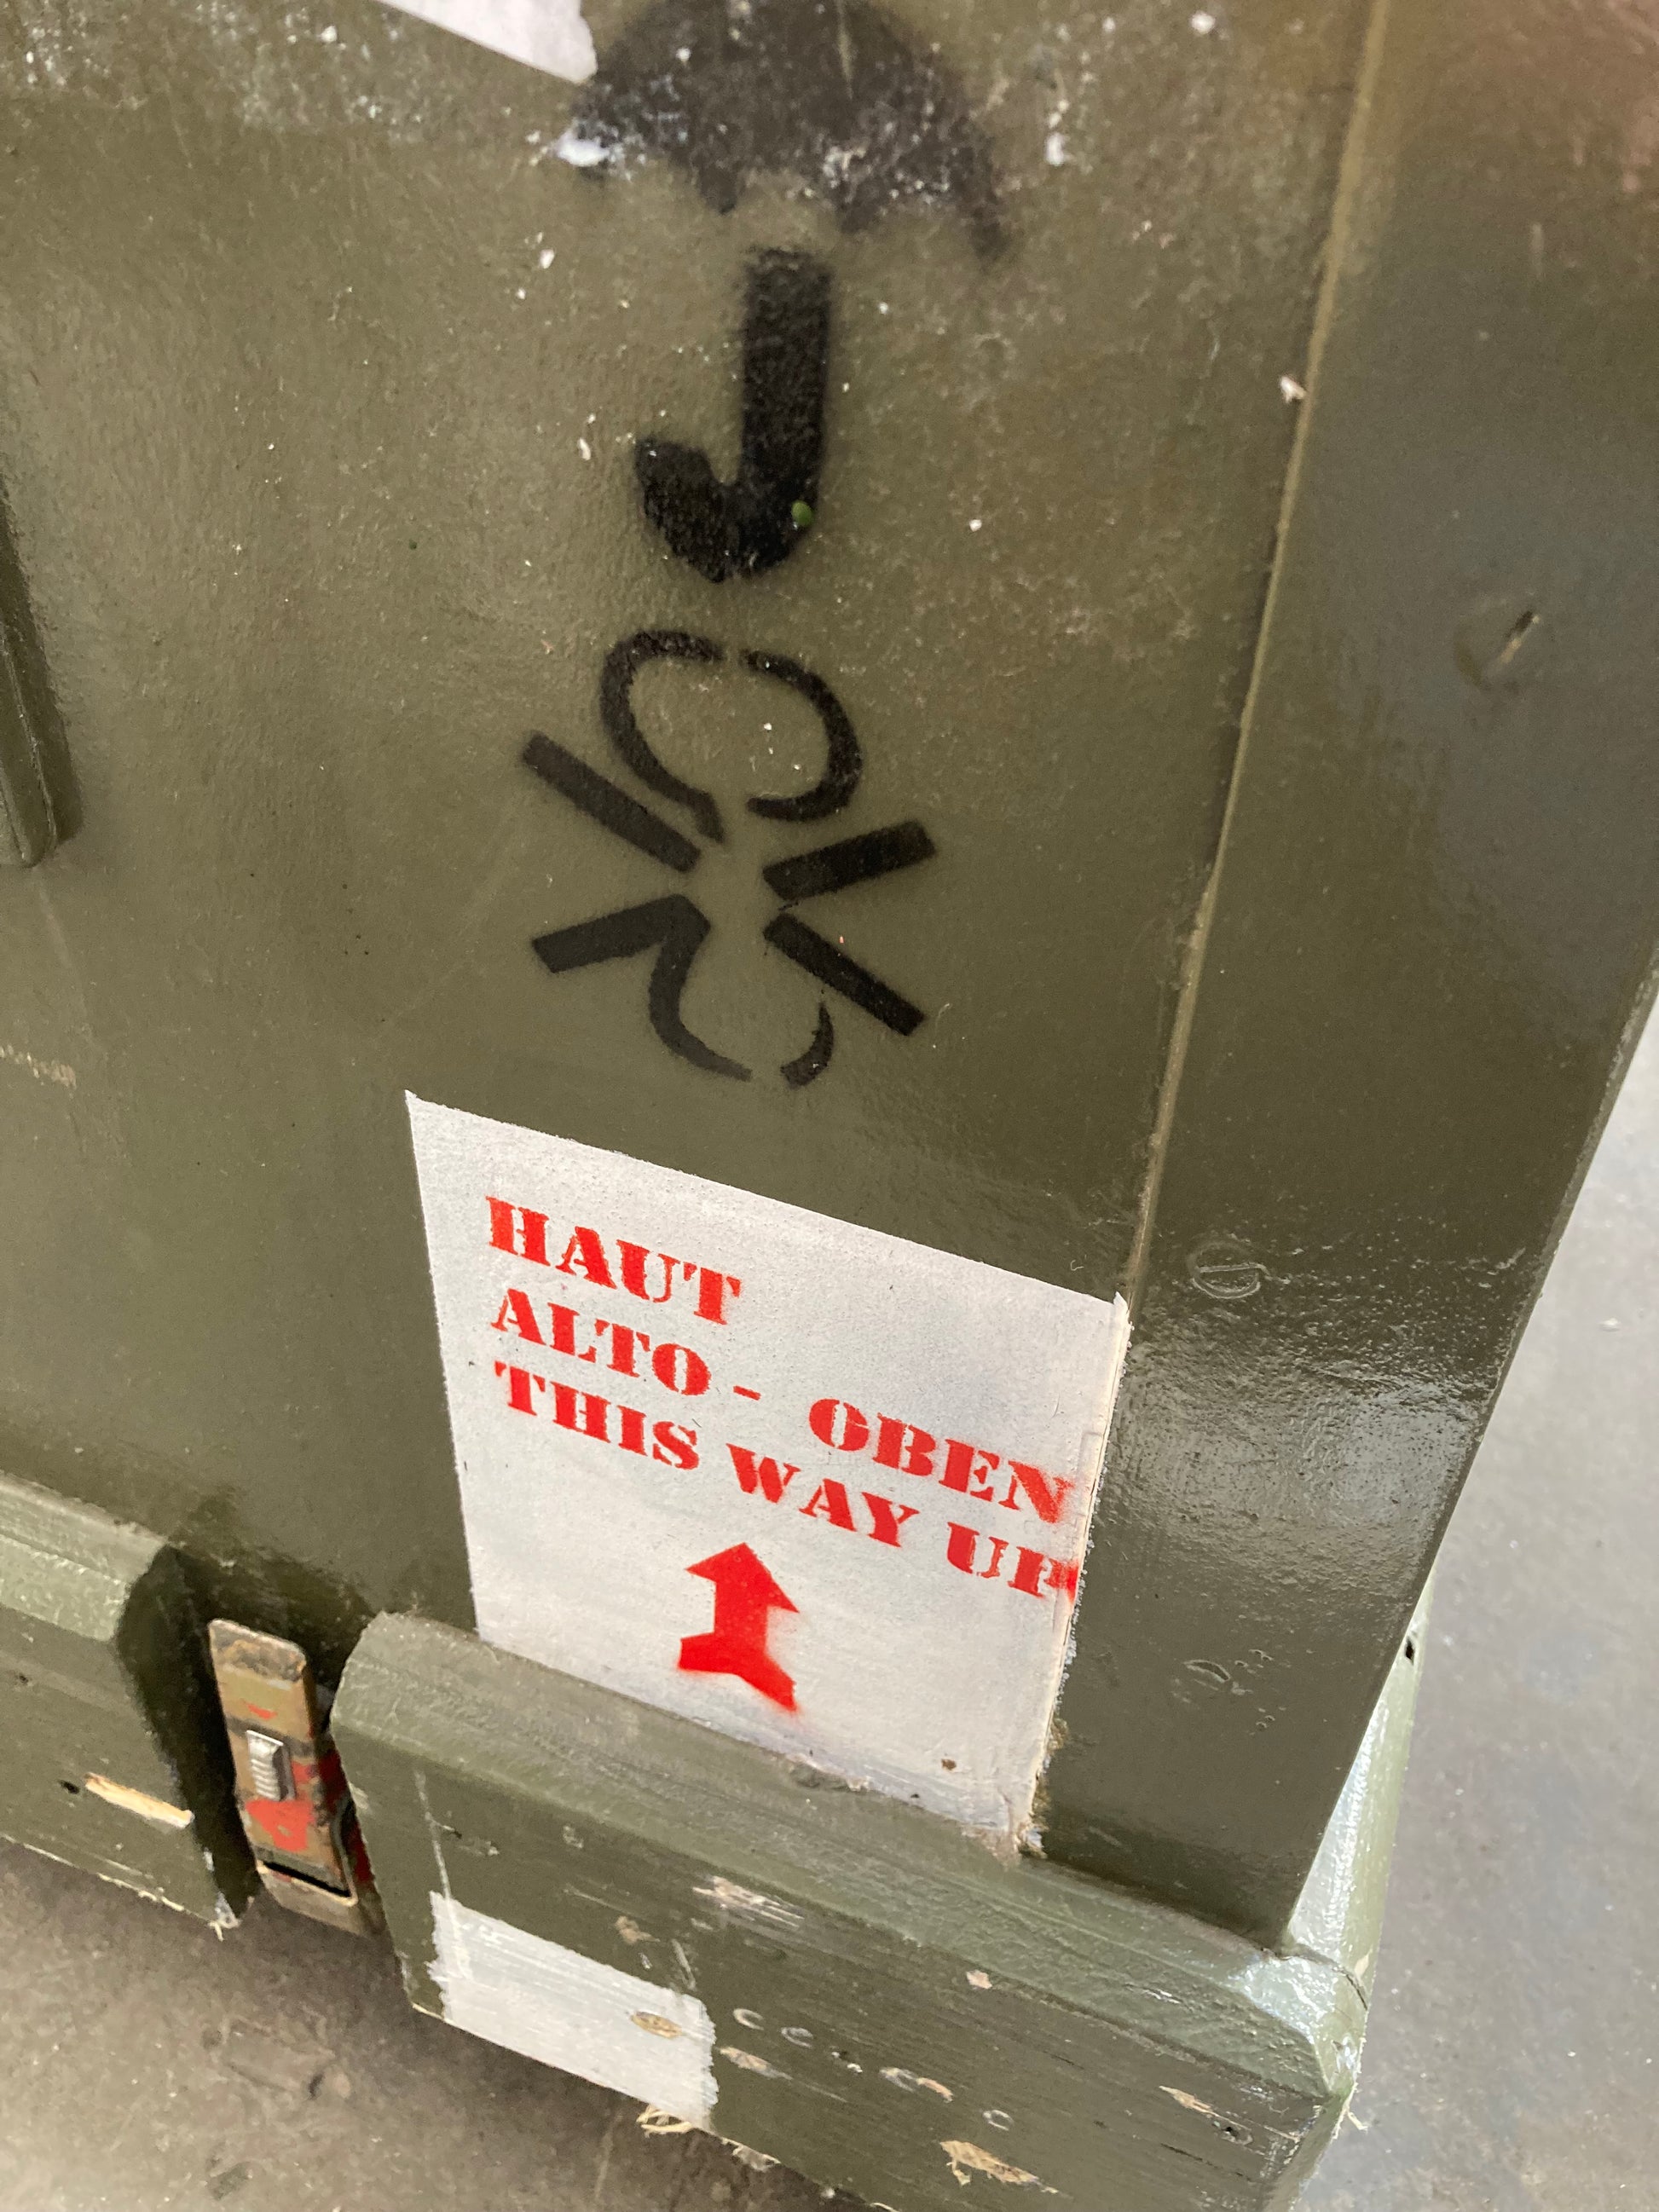 HAUT
ALTO - OBEN
THIS WAY UP